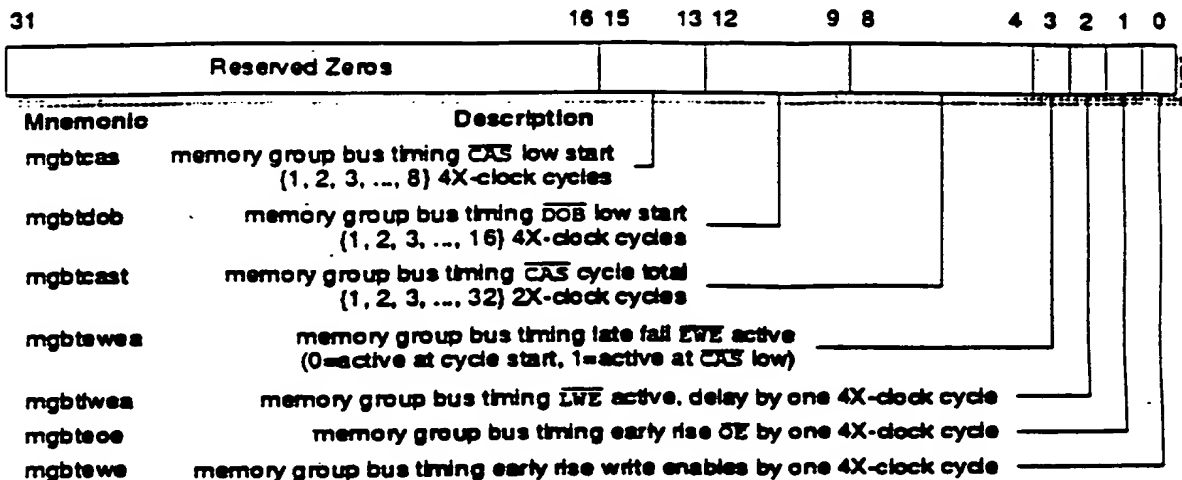 31 16 15 13 12 9 8 4 3 2 1 0
Reserved Zeros
Mnemonic Description
mgbtcas memory group bus timing CAS low start
{1, 2, 3, ..., 8} 4X-clock cycles
mgbtdob memory group bus timing DOB low start
{1, 2, 3, ..., 16} 4X-clock cycles
mgbtcast memory group bus timing CAS cycle total
{1, 2, 3, ..., 32} 2X-clock cycles
mgbtewea memory group bus timing late fall EWE active
(0=active at cycle start, 1=active at CAS low)
mgbtlwea memory group bus timing LWE active, delay by one 4X-clock cycle
mgbteoe memory group bus timing early rise OE by one 4X-clock cycle
mgbtewe memory group bus timing early rise write enables by one 4X-clock cycle